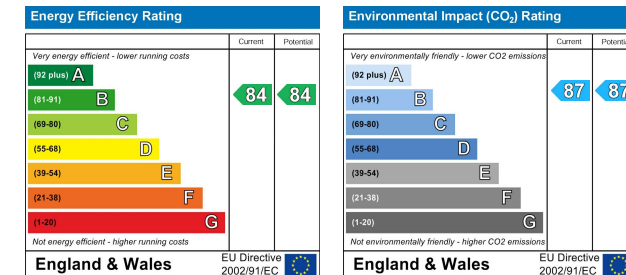 Energy Efficiency Rating
Current Potential
Very energy efficient - lower running costs
(92 plus) A
(81-91) B
84 84
(69-80) C
(55-68) D
(39-54) E
(21-38) F
(1-20) G
Not energy efficient - higher running costs
England & Wales
EU Directive
2002/91/EC
Environmental Impact (CO₂) Rating
Current Potential
Very environmentally friendly - lower CO2 emissions
(92 plus) A
87 87
(81-91) B
(69-80) C
(55-68) D
(39-54) E
(21-38) F
(1-20) G
Not environmentally friendly - higher CO2 emissions
England & Wales
EU Directive
2002/91/EC